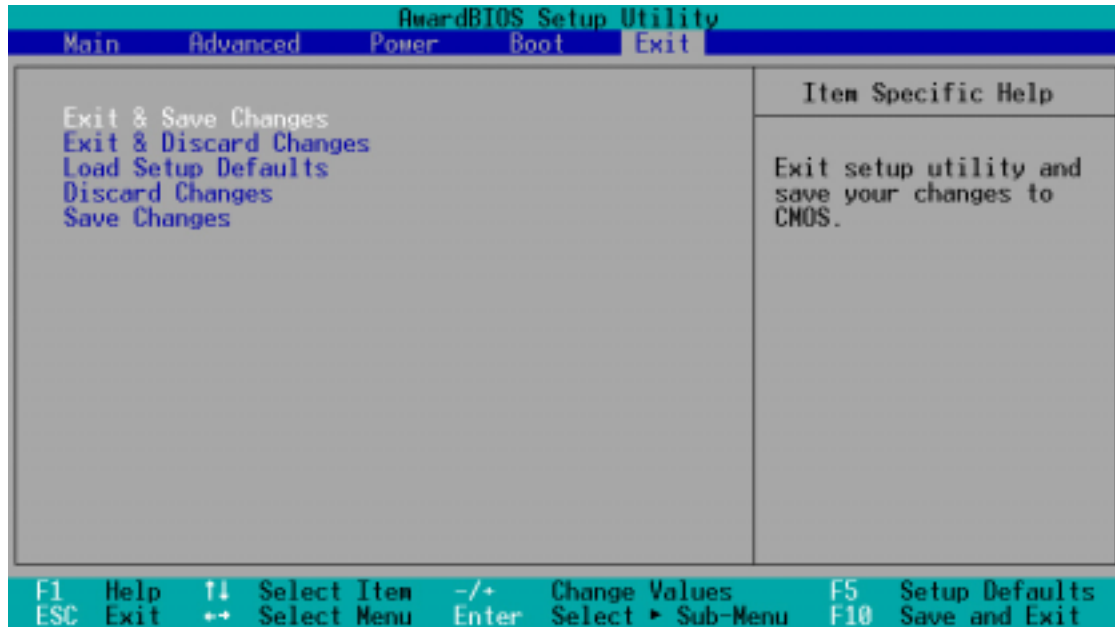 AwardBIOS Setup Utility
Main Advanced Power Boot Exit
Item Specific Help
Exit & Save Changes
Exit & Discard Changes
Load Setup Defaults
Discard Changes
Save Changes
Exit setup utility and
save your changes to
CMOS.
F1 Help ↑↓ Select Item -/+ Change Values F5 Setup Defaults
ESC Exit ←→ Select Menu Enter Select ► Sub-Menu F10 Save and Exit